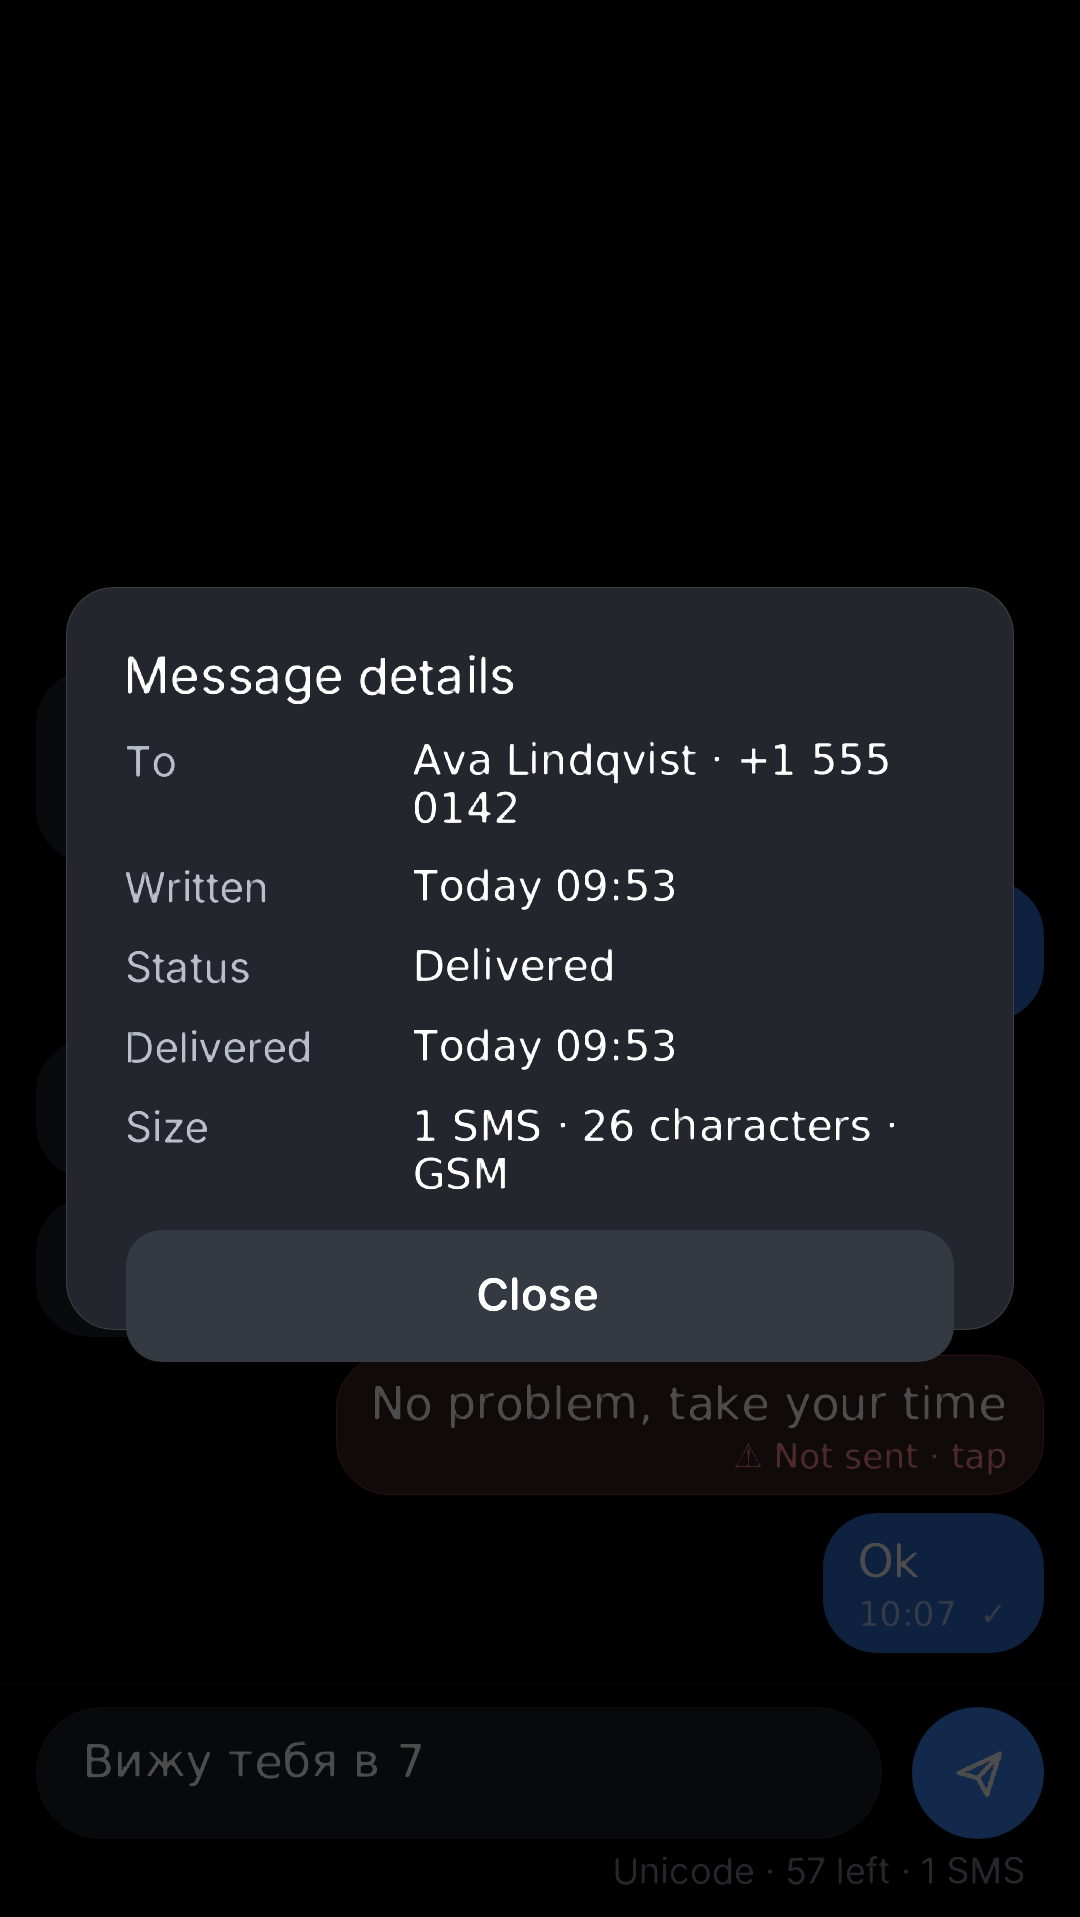 Message details
To
Ava Lindqvist · +1 555
0142
Written
Today 09:53
Status
Delivered
Delivered
Today 09:53
Size
1 SMS · 26 characters ·
GSM
Close
No problem, take your time
⚠ Not sent · tap
Ok
10:07 ✓
Вижу тебя в 7
Unicode · 57 left · 1 SMS